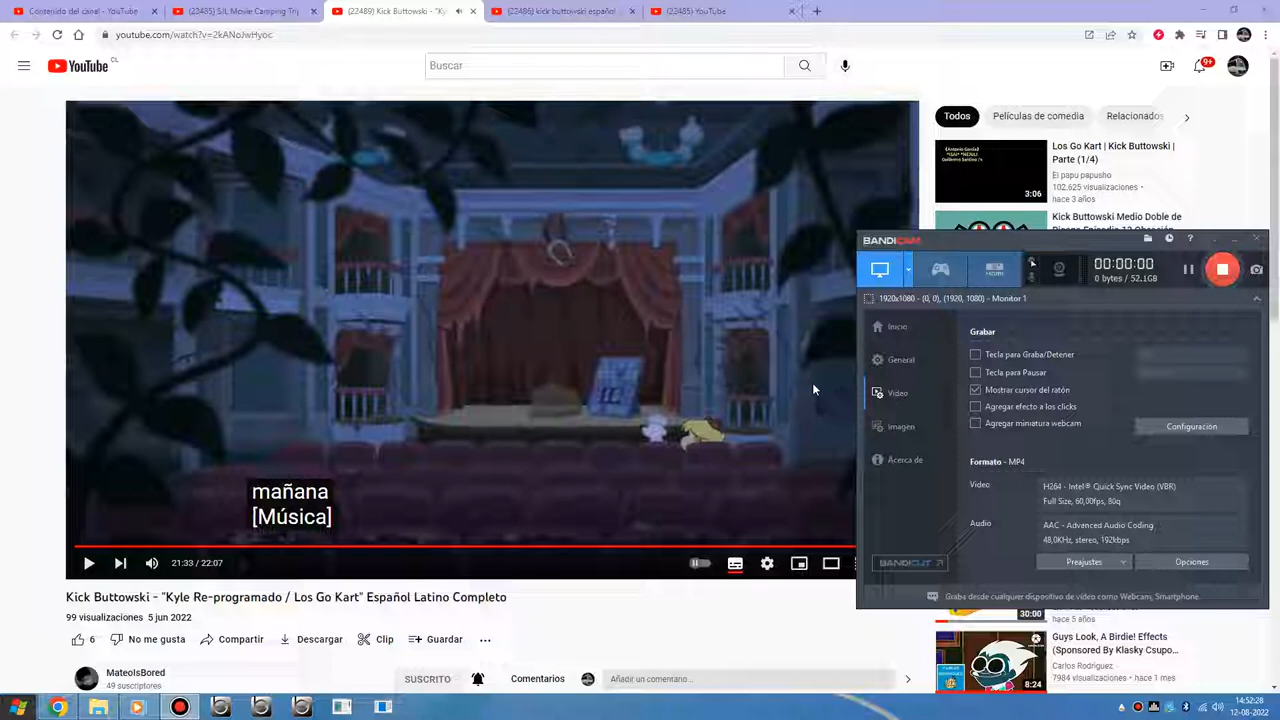 Contenido del canal - YouTube
(22485) SJL Movie Camping Trip
(22489) Kick Buttowski - "Ky
(22486) kick buttowski español
(22485) YouTube
youtube.com/watch?v=2kANoJwHyoc
YouTube CL
Buscar
9+
Todos
Películas de comedia
Relacionados
Los Go Kart | Kick Buttowski |
Parte (1/4)
El papu papusho
102.625 visualizaciones •
hace 3 años
3:06
Kick Buttowski Medio Doble de
BANDICAM
00:00:00
0 bytes / 52.1GB
1920x1080 - (0, 0), (1920, 1080) - Monitor 1
Inicio
General
Video
Imagen
Acerca de
Grabar
Tecla para Graba/Detener
Tecla para Pausar
Mostrar cursor del ratón
Agregar efecto a los clicks
Agregar miniatura webcam
Configuración
Formato - MP4
Video
H264 - Intel® Quick Sync Video (VBR)
Full Size, 60,00fps, 80q
Audio
AAC - Advanced Audio Coding
48,0KHz, stereo, 192kbps
Preajustes
Opciones
BANDICUT
Graba desde cualquier dispositivo de vídeo como Webcam, Smartphone.
mañana
[Música]
21:33 / 22:07
Kick Buttowski - "Kyle Re-programado / Los Go Kart" Español Latino Completo
99 visualizaciones 5 jun 2022
6
No me gusta
Compartir
Descargar
Clip
Guardar
MateoIsBored
49 suscriptores
SUSCRITO
Comentarios
Añadir un comentario...
30:00
hace 5 años
Guys Look, A Birdie! Effects
(Sponsored By Klasky Csupo...
Carlos Rodriguez
7984 visualizaciones • hace 1 mes
8:24
14:52:28
12-08-2022